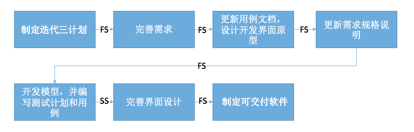 制定迭代三计划
FS
完善需求
FS
更新用例文档，
设计开发界面原
型
FS
更新需求规格说
明
FS
开发模型，并编
写测试计划和用
例
SS
完善界面设计
FS
制定可交付软件